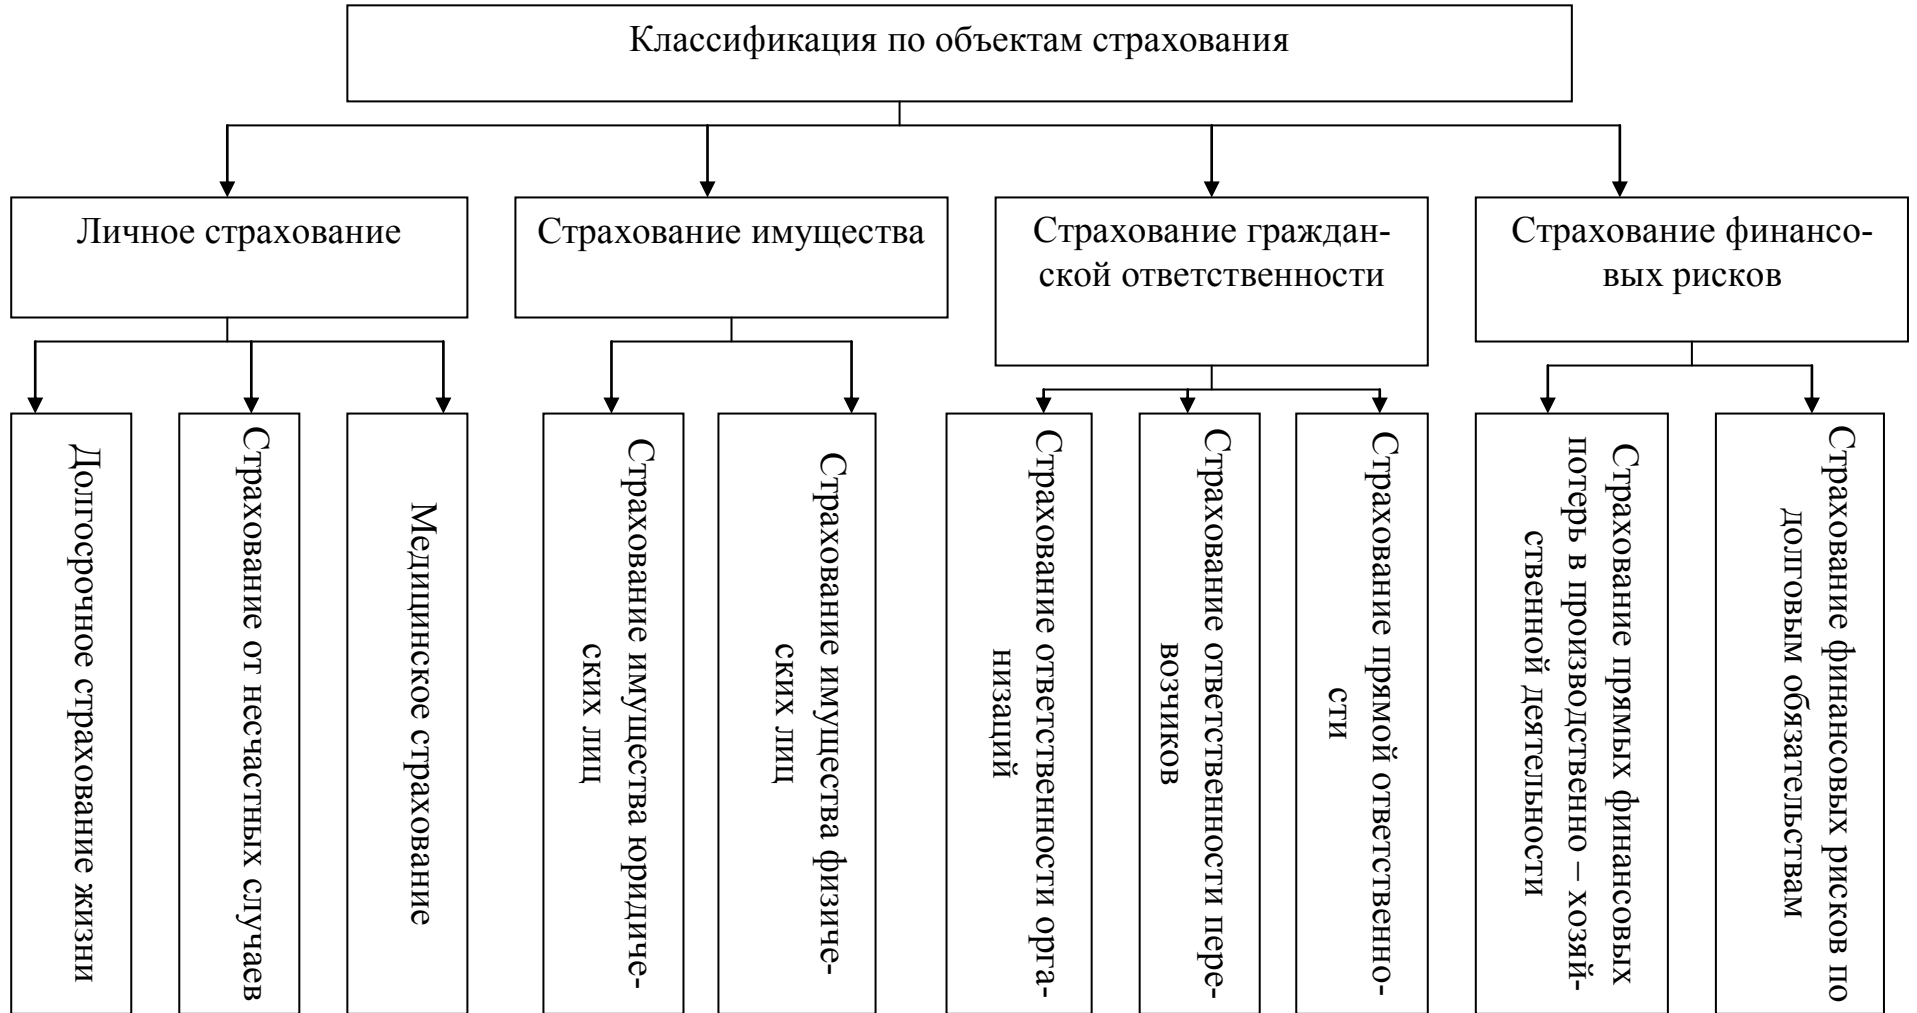 Классификация по объектам страхования
Личное страхование
Страхование имущества
Страхование граждан-
ской ответственности
Страхование финансо-
вых рисков
Долгосрочное страхование жизни
Страхование от несчастных случаев
Медицинское страхование
Страхование имущества юридиче-
ских лиц
Страхование имущества физиче-
ских лиц
Страхование ответственности орга-
низаций
Страхование ответственности пере-
возчиков
Страхование прямой ответственно-
сти
Страхование прямых финансовых
потерь в производственно – хозяй-
ственной деятельности
Страхование финансовых рисков по
долговым обязательствам